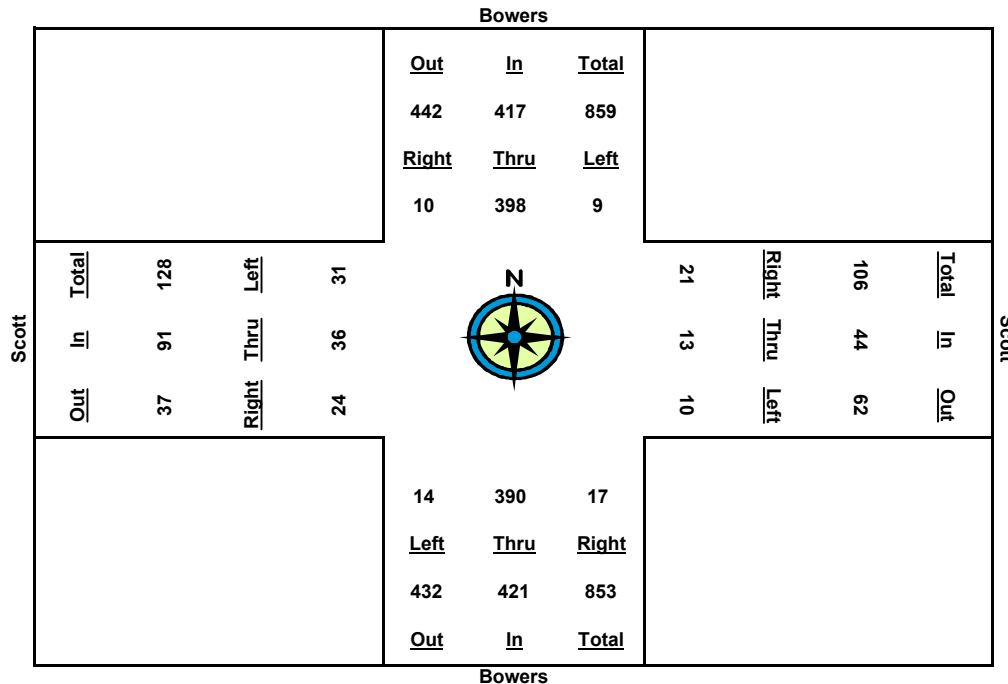 Bowers
Out In Total
442 417 859
Right Thru Left
10 398 9
Scott
Total 128 Left 31
In 91 Thru 36
Out 37 Right 24
N
21 Right 106 Total
13 Thru 44 In
10 Left 62 Out
Scott
14 390 17
Left Thru Right
432 421 853
Out In Total
Bowers